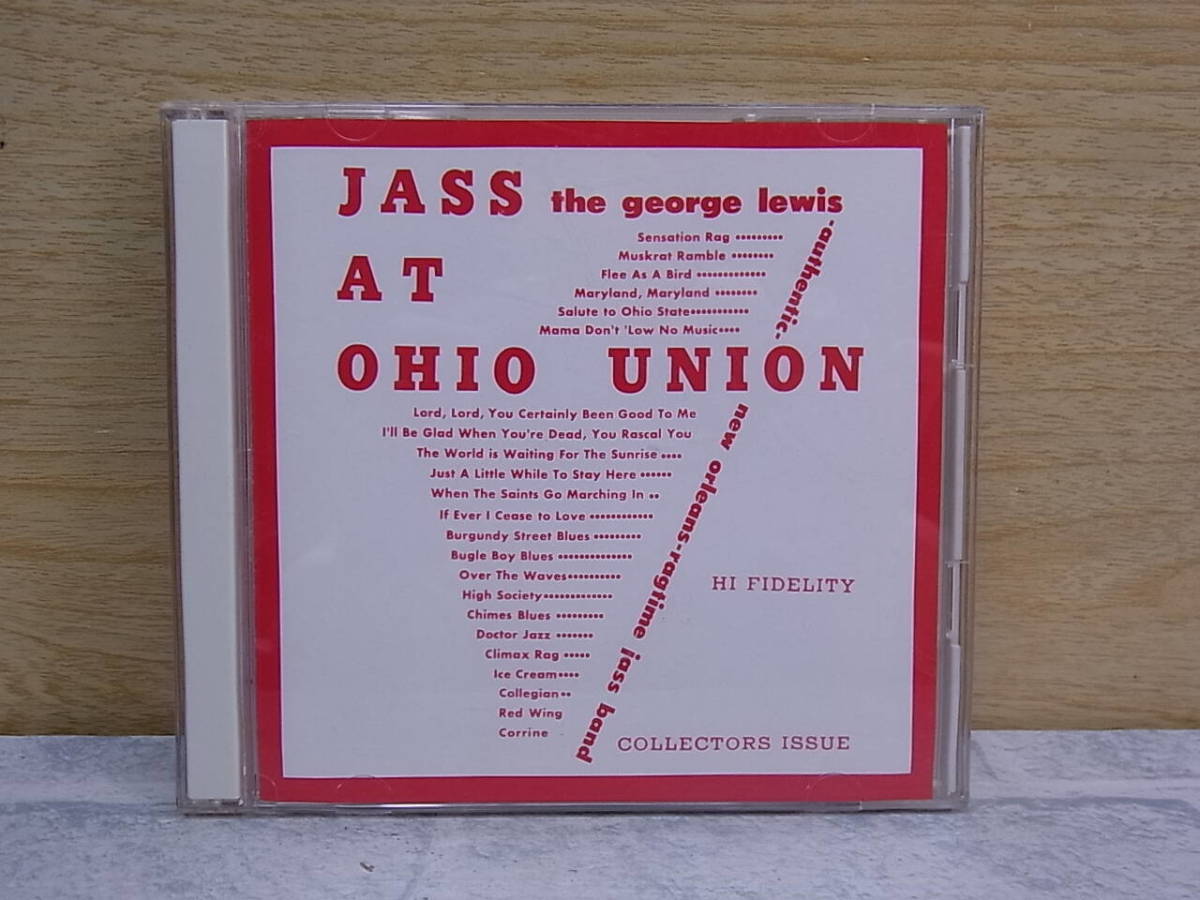 JASS the george lewis
Sensation Rag •••••••••
Muskrat Ramble ••••••••
Flee As A Bird •••••••••••••
Maryland, Maryland ••••••••
Salute to Ohio State•••••••••••
Mama Don't 'Low No Music••••
-authentic-
AT
OHIO UNION
Lord, Lord, You Certainly Been Good To Me
I'll Be Glad When You're Dead, You Rascal You
The World is Waiting For The Sunrise ••••
Just A Little While To Stay Here ••••••
When The Saints Go Marching In ••
If Ever I Cease to Love ••••••••••••
Burgundy Street Blues •••••••••
Bugle Boy Blues ••••••••••••••
Over The Waves••••••••••
High Society•••••••••••••
Chimes Blues •••••••••
Doctor Jazz •••••••
Climax Rag •••••
Ice Cream••••
Collegian••
Red Wing
Corrine
new orleans-ragtime jass band
HI FIDELITY
COLLECTORS ISSUE